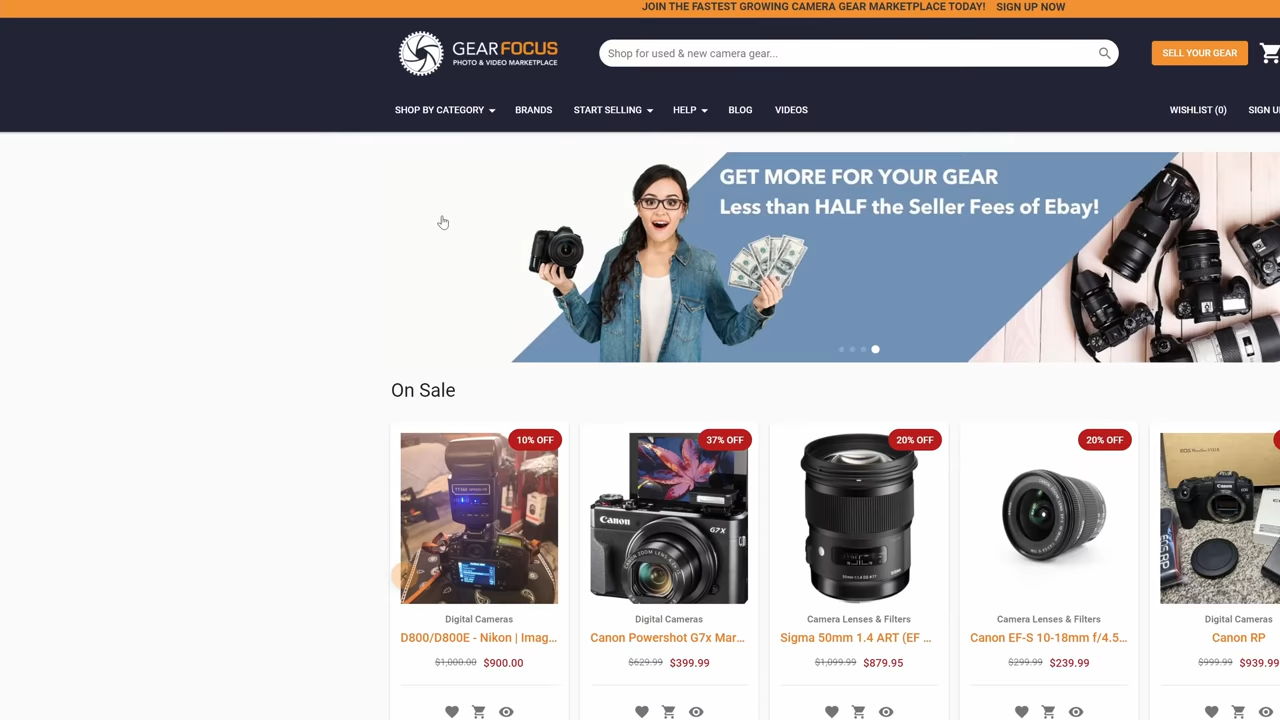 JOIN THE FASTEST GROWING CAMERA GEAR MARKETPLACE TODAY! SIGN UP NOW
GEARFOCUS
PHOTO & VIDEO MARKETPLACE
Shop for used & new camera gear...
SELL YOUR GEAR
SHOP BY CATEGORY
BRANDS
START SELLING
HELP
BLOG
VIDEOS
WISHLIST (0)
SIGN U
GET MORE FOR YOUR GEAR
Less than HALF the Seller Fees of Ebay!
On Sale
10% OFF
37% OFF
20% OFF
20% OFF
Canon
G7X
Canon
Digital Cameras
D800/D800E - Nikon | Imag...
$1,000.00 $900.00
Digital Cameras
Canon Powershot G7x Mar...
$629.99 $399.99
Camera Lenses & Filters
Sigma 50mm 1.4 ART (EF ...
$1,099.99 $879.95
Camera Lenses & Filters
Canon EF-S 10-18mm f/4.5...
$299.99 $239.99
Digital Cameras
Canon RP
$999.99 $939.99